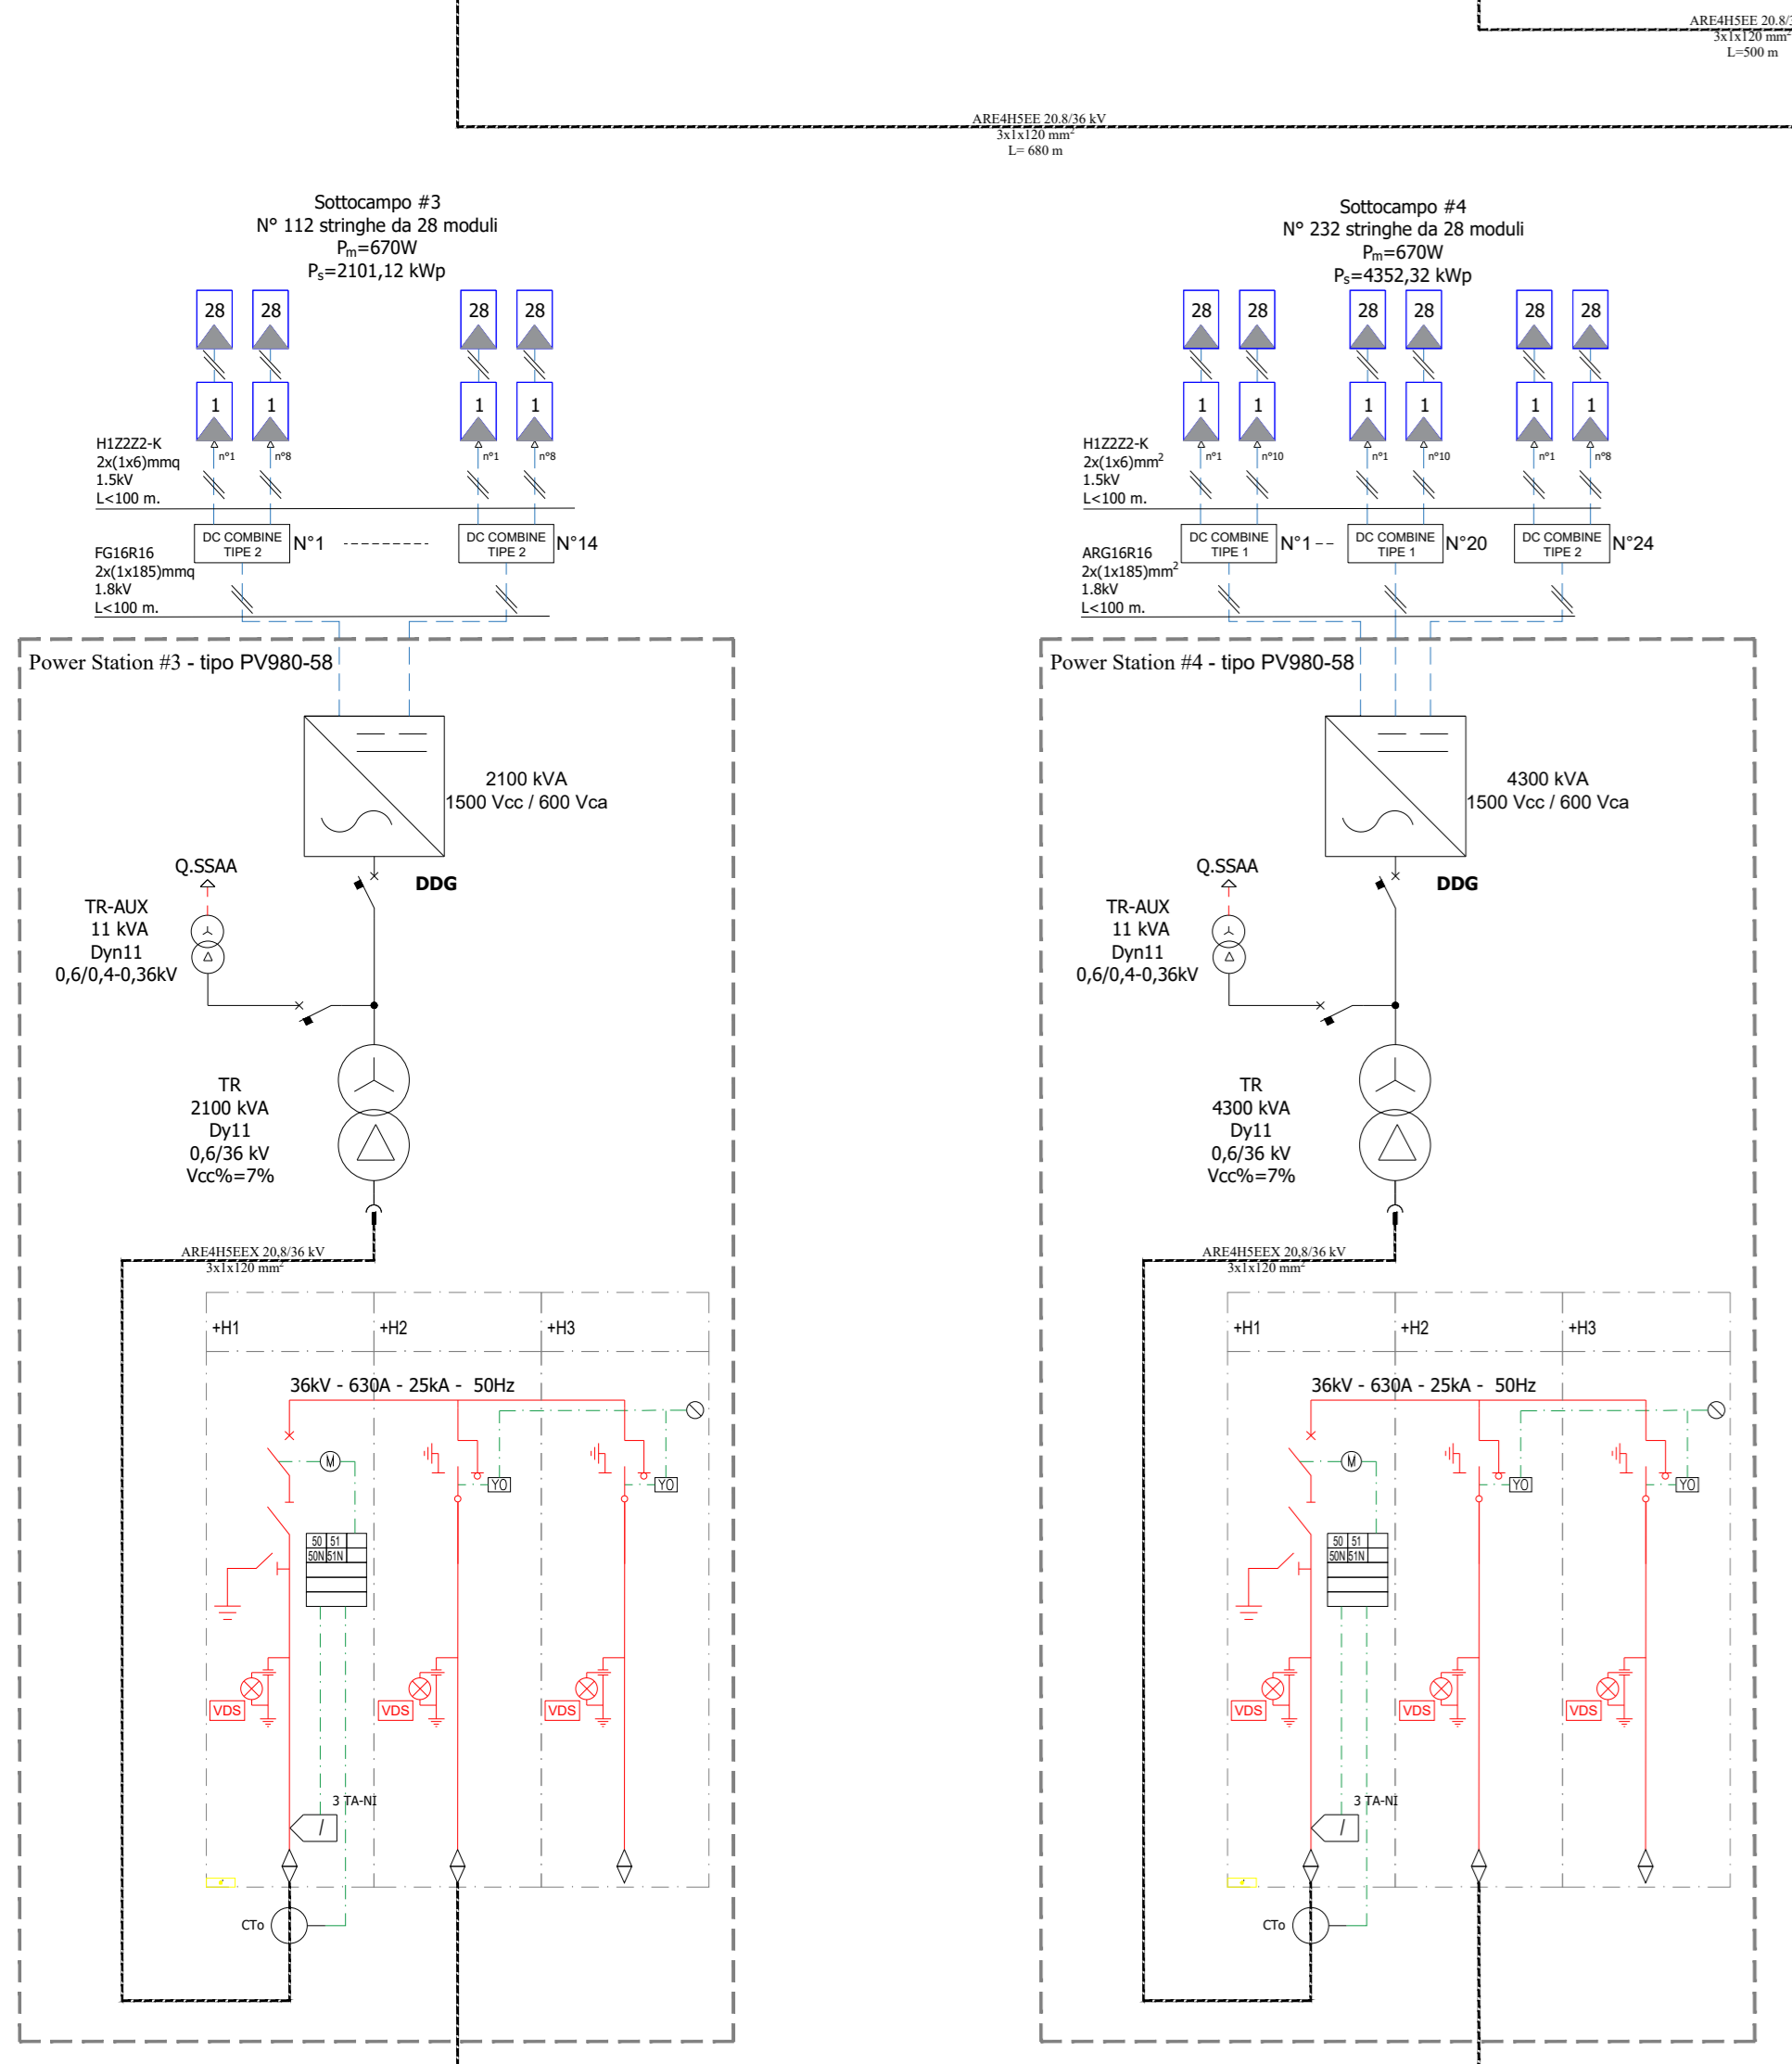 ARE4H5EE 20.8/3
3x1x120 mm²
L=500 m
ARE4H5EE 20.8/36 kV
3x1x120 mm²
L= 680 m
Sottocampo #3
N° 112 stringhe da 28 moduli
Pm=670W
Ps=2101,12 kWp
28 28 28 28
1 1 1 1
H1Z2Z2-K
2x(1x6)mmq
1.5kV
L<100 m.
n°1 n°8 n°1 n°8
DC COMBINE
TIPE 2
N°1
DC COMBINE
TIPE 2
N°14
FG16R16
2x(1x185)mmq
1.8kV
L<100 m.
Power Station #3 - tipo PV980-58
2100 kVA
1500 Vcc / 600 Vca
Q.SSAA
DDG
TR-AUX
11 kVA
Dyn11
0,6/0,4-0,36kV
TR
2100 kVA
Dy11
0,6/36 kV
Vcc%=7%
ARE4H5EEX 20,8/36 kV
3x1x120 mm²
+H1 +H2 +H3
36kV - 630A - 25kA - 50Hz
M
YO YO
50 51
50N 51N
VDS VDS VDS
3 TA-NI
I
CTo
Sottocampo #4
N° 232 stringhe da 28 moduli
Pm=670W
Ps=4352,32 kWp
28 28 28 28 28 28
1 1 1 1 1 1
H1Z2Z2-K
2x(1x6)mm²
1.5kV
L<100 m.
n°1 n°10 n°1 n°10 n°1 n°8
DC COMBINE
TIPE 1
N°1
DC COMBINE
TIPE 1
N°20
DC COMBINE
TIPE 2
N°24
ARG16R16
2x(1x185)mm²
1.8kV
L<100 m.
Power Station #4 - tipo PV980-58
4300 kVA
1500 Vcc / 600 Vca
Q.SSAA
DDG
TR-AUX
11 kVA
Dyn11
0,6/0,4-0,36kV
TR
4300 kVA
Dy11
0,6/36 kV
Vcc%=7%
ARE4H5EEX 20,8/36 kV
3x1x120 mm²
+H1 +H2 +H3
36kV - 630A - 25kA - 50Hz
M
YO YO
50 51
50N 51N
VDS VDS VDS
3 TA-NI
I
CTo